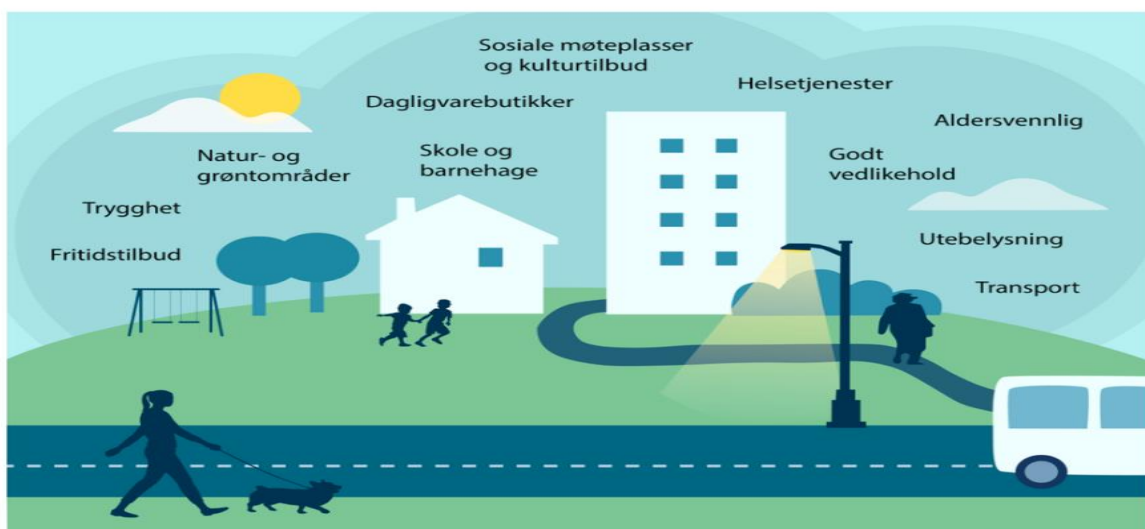 Sosiale møteplasser
og kulturtilbud
Helsetjenester
Dagligvarebutikker
Aldersvennlig
Natur- og
grøntområder
Skole og
barnehage
Godt
vedlikehold
Trygghet
Utebelysning
Fritidstilbud
Transport